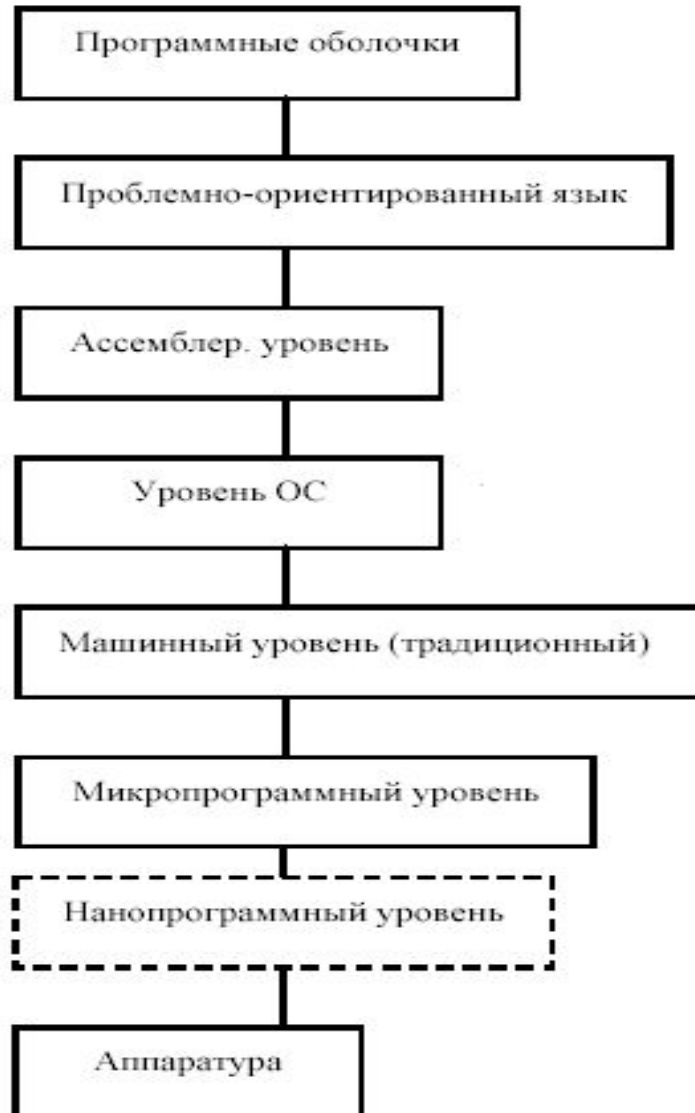 Программные оболочки
Проблемно-ориентированный язык
Ассемблер. уровень
Уровень ОС
Машинный уровень (традиционный)
Микропрограммный уровень
Нанопрограммный уровень
Аппаратура